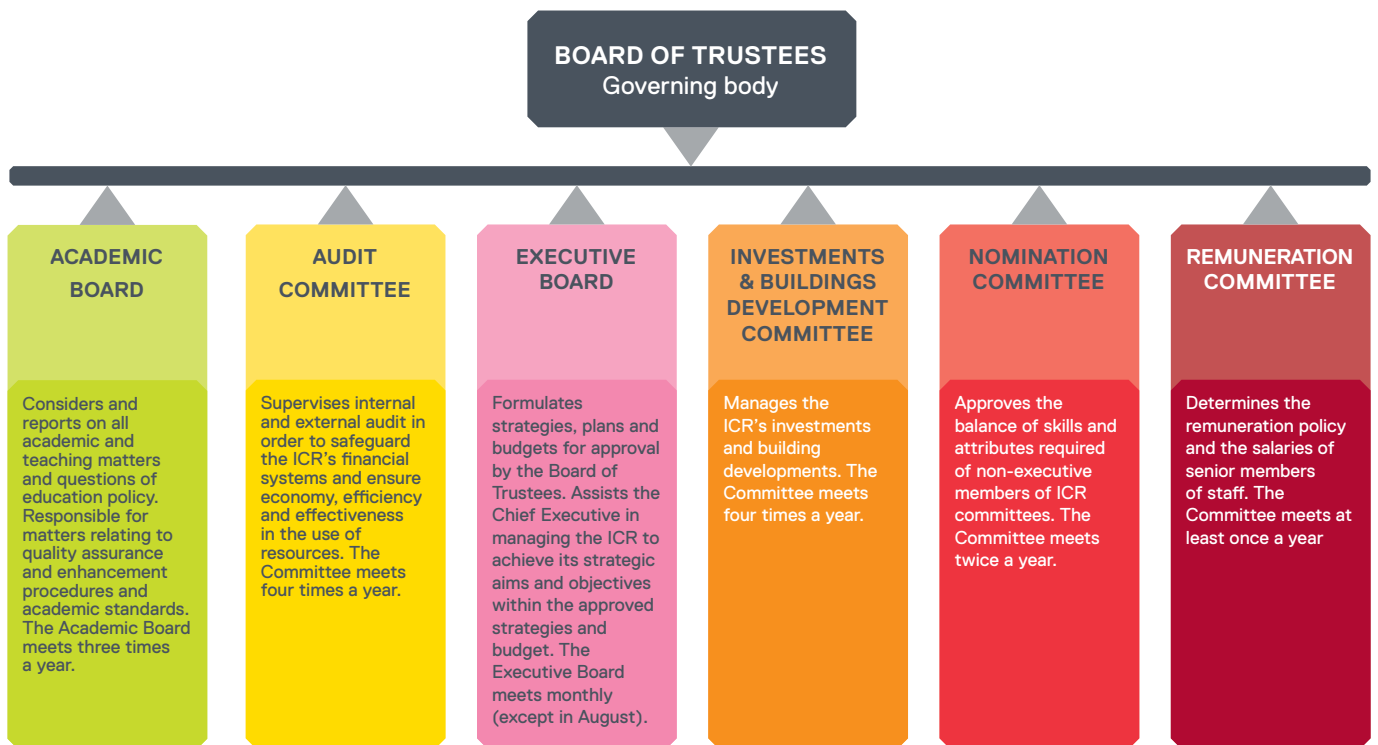 BOARD OF TRUSTEES
Governing body
ACADEMIC
BOARD
Considers and
reports on all
academic and
teaching matters
and questions of
education policy.
Responsible for
matters relating to
quality assurance
and enhancement
procedures and
academic standards.
The Academic Board
meets three times
a year.
AUDIT
COMMITTEE
Supervises internal
and external audit in
order to safeguard
the ICR's financial
systems and ensure
economy, efficiency
and effectiveness
in the use of
resources. The
Committee meets
four times a year.
EXECUTIVE
BOARD
Formulates
strategies, plans and
budgets for approval
by the Board of
Trustees. Assists the
Chief Executive in
managing the ICR to
achieve its strategic
aims and objectives
within the approved
strategies and
budget. The
Executive Board
meets monthly
(except in August).
INVESTMENTS
& BUILDINGS
DEVELOPMENT
COMMITTEE
Manages the
ICR's investments
and building
developments. The
Committee meets
four times a year.
NOMINATION
COMMITTEE
Approves the
balance of skills and
attributes required
of non-executive
members of ICR
committees. The
Committee meets
twice a year.
REMUNERATION
COMMITTEE
Determines the
remuneration policy
and the salaries of
senior members
of staff. The
Committee meets at
least once a year